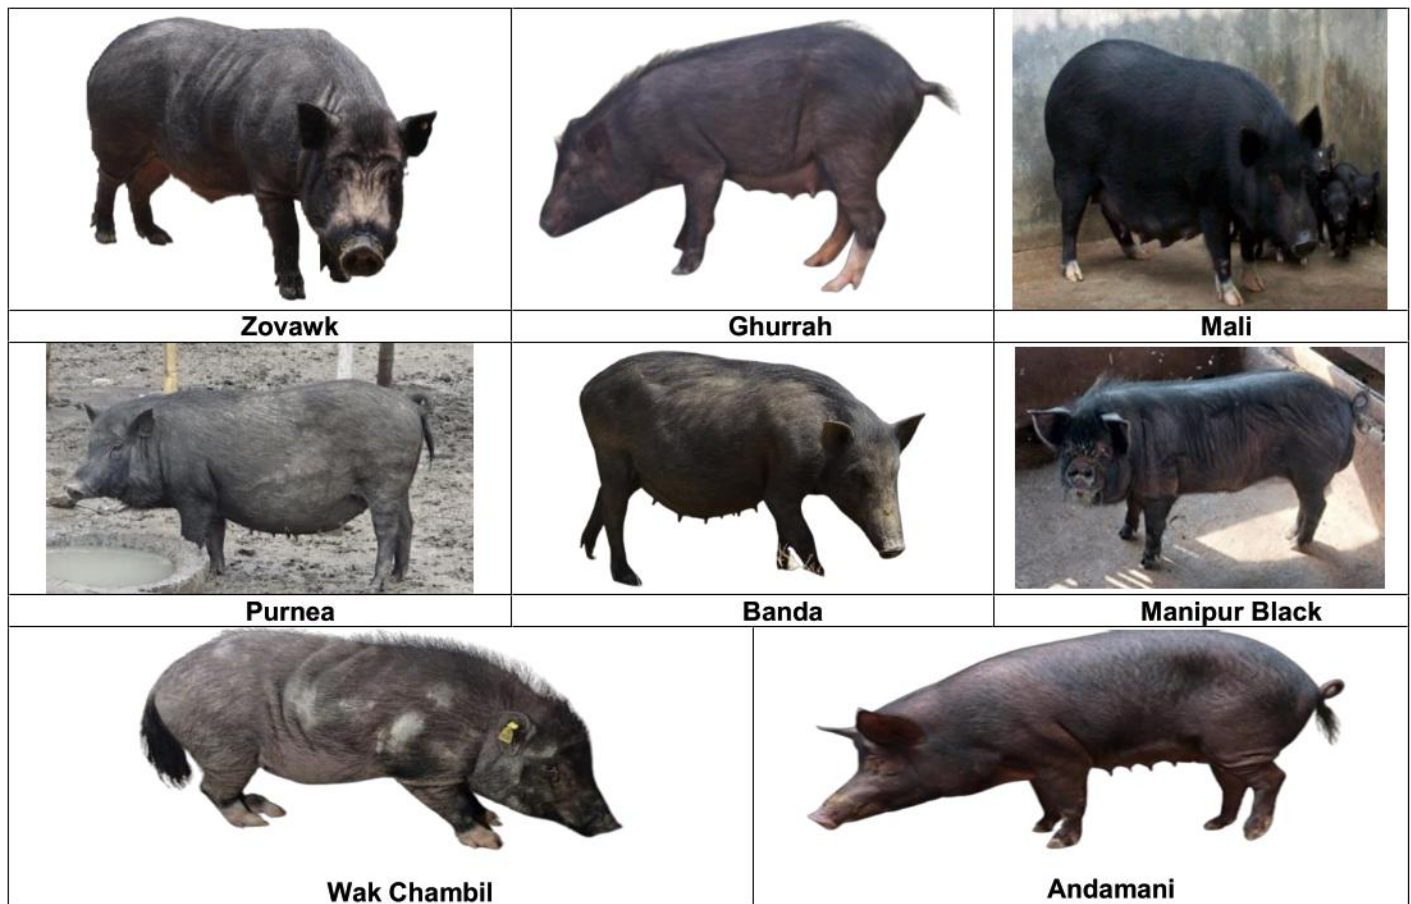 Zovawk
Ghurrah
Mali
Purnea
Banda
Manipur Black
Wak Chambil
Andamani